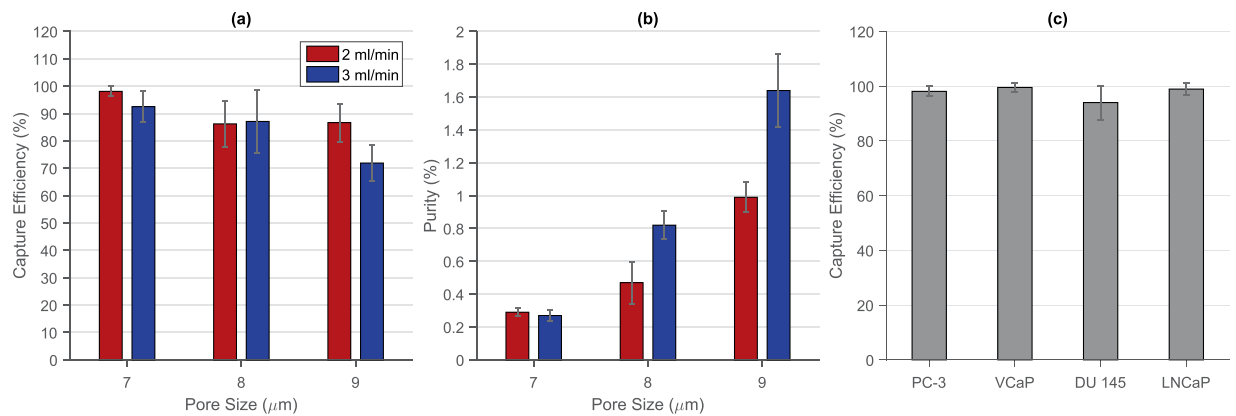 (a)
120
110
100
90
80
70
60
50
40
30
20
10
0
Capture Efficiency (%)
2 ml/min
3 ml/min
7
8
9
Pore Size (μm)
(b)
2
1.8
1.6
1.4
1.2
1
0.8
0.6
0.4
0.2
0
Purity (%)
7
8
9
Pore Size (μm)
(c)
120
100
80
60
40
20
0
Capture Efficiency (%)
PC-3
VCaP
DU 145
LNCaP